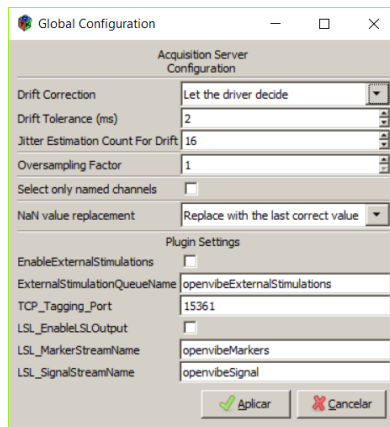 Global Configuration
Acquisition Server
Configuration
Drift Correction Let the driver decide
Drift Tolerance (ms) 2
Jitter Estimation Count For Drift 16
Oversampling Factor 1
Select only named channels
NaN value replacement Replace with the last correct value
Plugin Settings
EnableExternalStimulations
ExternalStimulationQueueName openvibeExternalStimulations
TCP_Tagging_Port 15361
LSL_EnableLSLOutput
LSL_MarkerStreamName openvibeMarkers
LSL_SignalStreamName openvibeSignal
Aplicar Cancelar